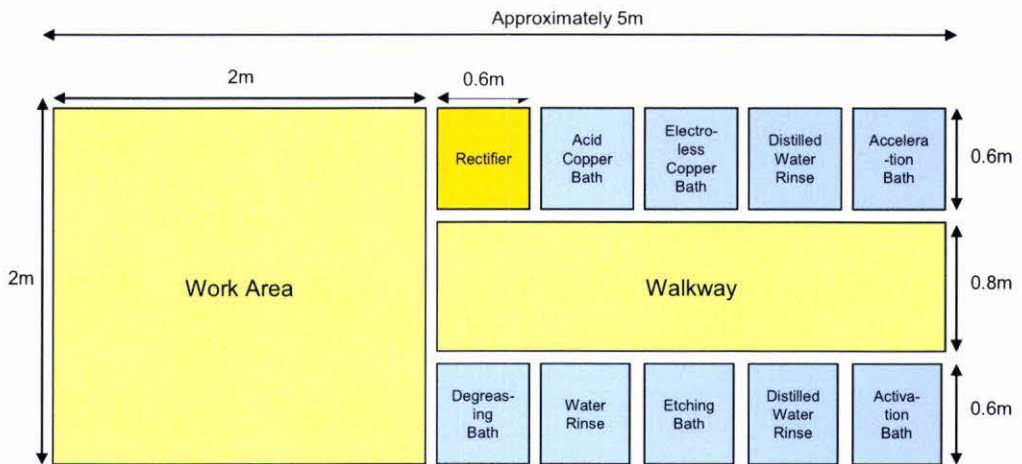 Approximately 5m
2m
0.6m
Rectifier
Acid
Copper
Bath
Electro-
less
Copper
Bath
Distilled
Water
Rinse
Accelera
-tion
Bath
0.6m
2m
Work Area
Walkway
0.8m
Degreas-
ing
Bath
Water
Rinse
Etching
Bath
Distilled
Water
Rinse
Activa-
tion
Bath
0.6m